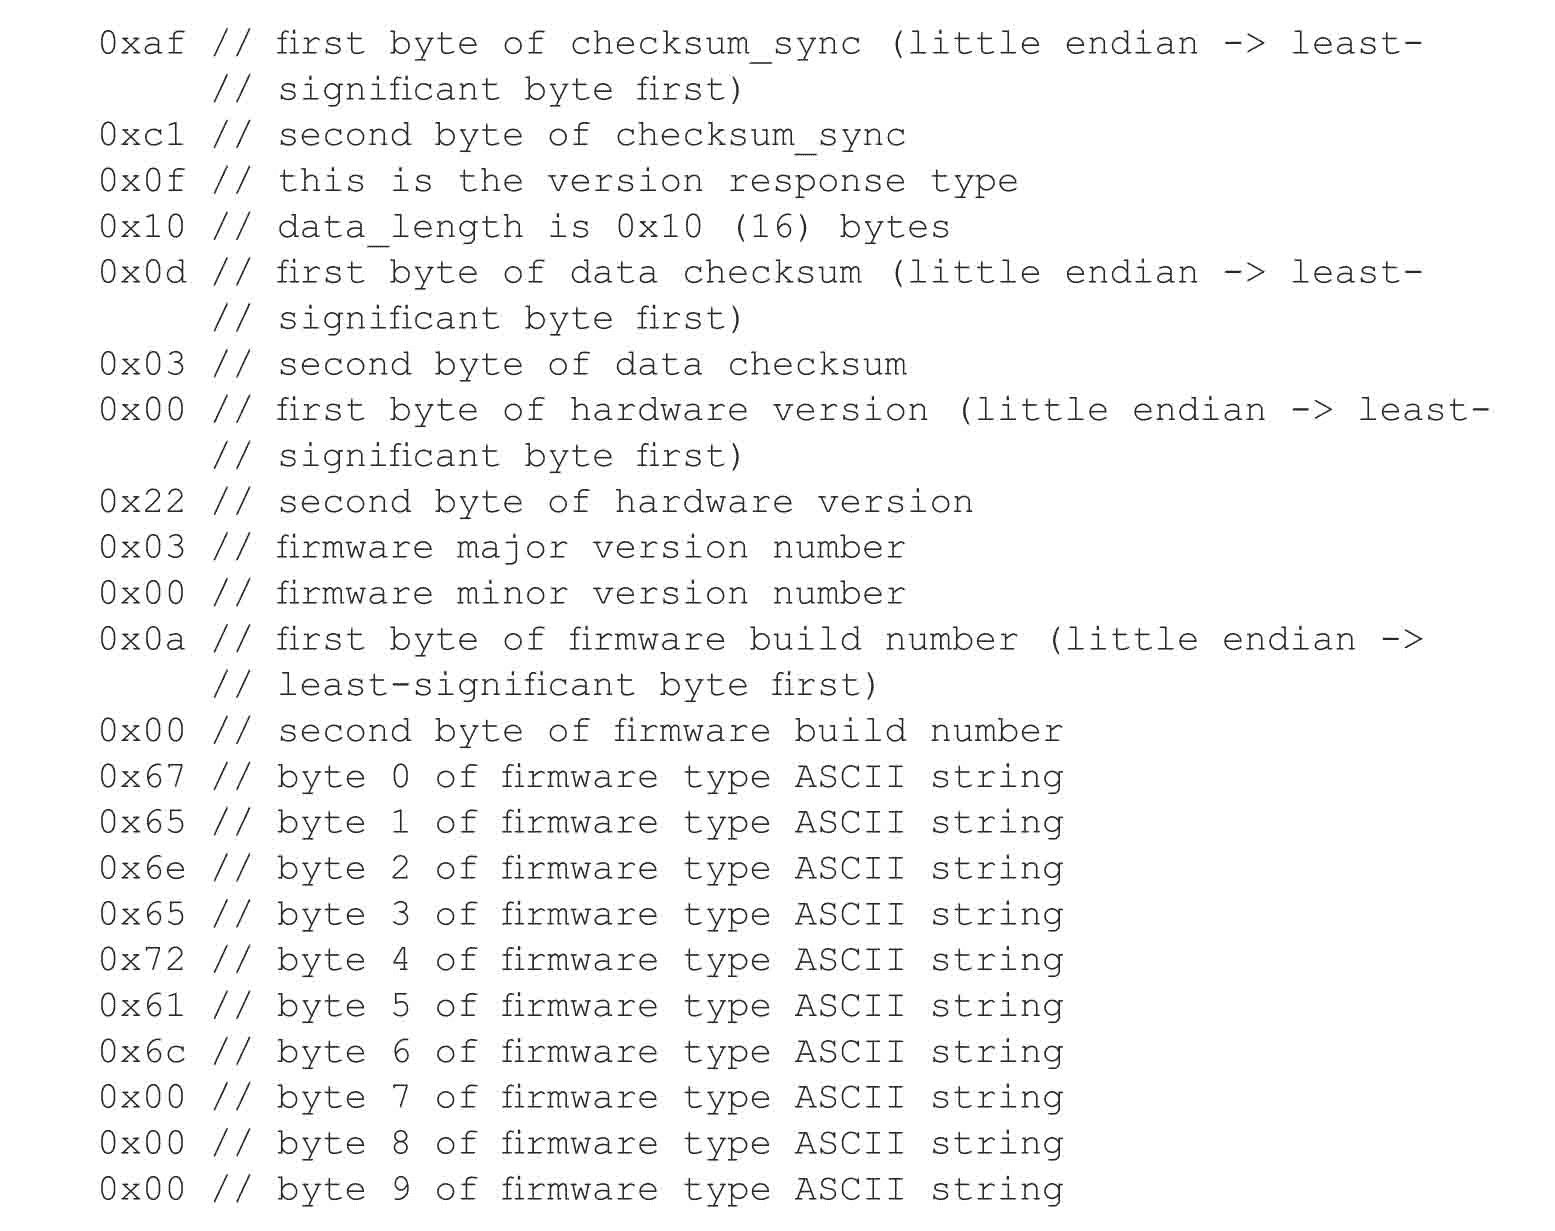 0xaf // first byte of checksum_sync (little endian -> least-
// significant byte first)
0xc1 // second byte of checksum_sync
0x0f // this is the version response type
0x10 // data_length is 0x10 (16) bytes
0x0d // first byte of data checksum (little endian -> least-
// significant byte first)
0x03 // second byte of data checksum
0x00 // first byte of hardware version (little endian -> least-
// significant byte first)
0x22 // second byte of hardware version
0x03 // firmware major version number
0x00 // firmware minor version number
0x0a // first byte of firmware build number (little endian ->
// least-significant byte first)
0x00 // second byte of firmware build number
0x67 // byte 0 of firmware type ASCII string
0x65 // byte 1 of firmware type ASCII string
0x6e // byte 2 of firmware type ASCII string
0x65 // byte 3 of firmware type ASCII string
0x72 // byte 4 of firmware type ASCII string
0x61 // byte 5 of firmware type ASCII string
0x6c // byte 6 of firmware type ASCII string
0x00 // byte 7 of firmware type ASCII string
0x00 // byte 8 of firmware type ASCII string
0x00 // byte 9 of firmware type ASCII string